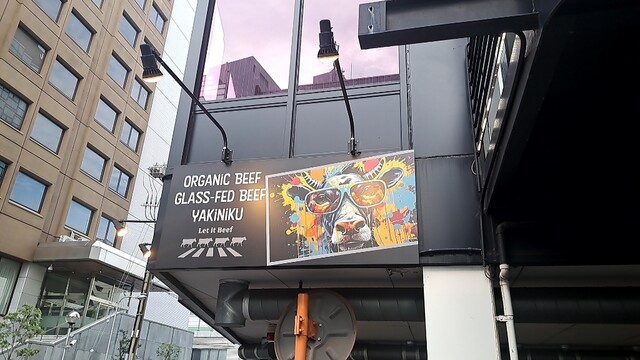 ORGANIC BEEF
GLASS-FED BEEF
YAKINIKU
Let it Beef